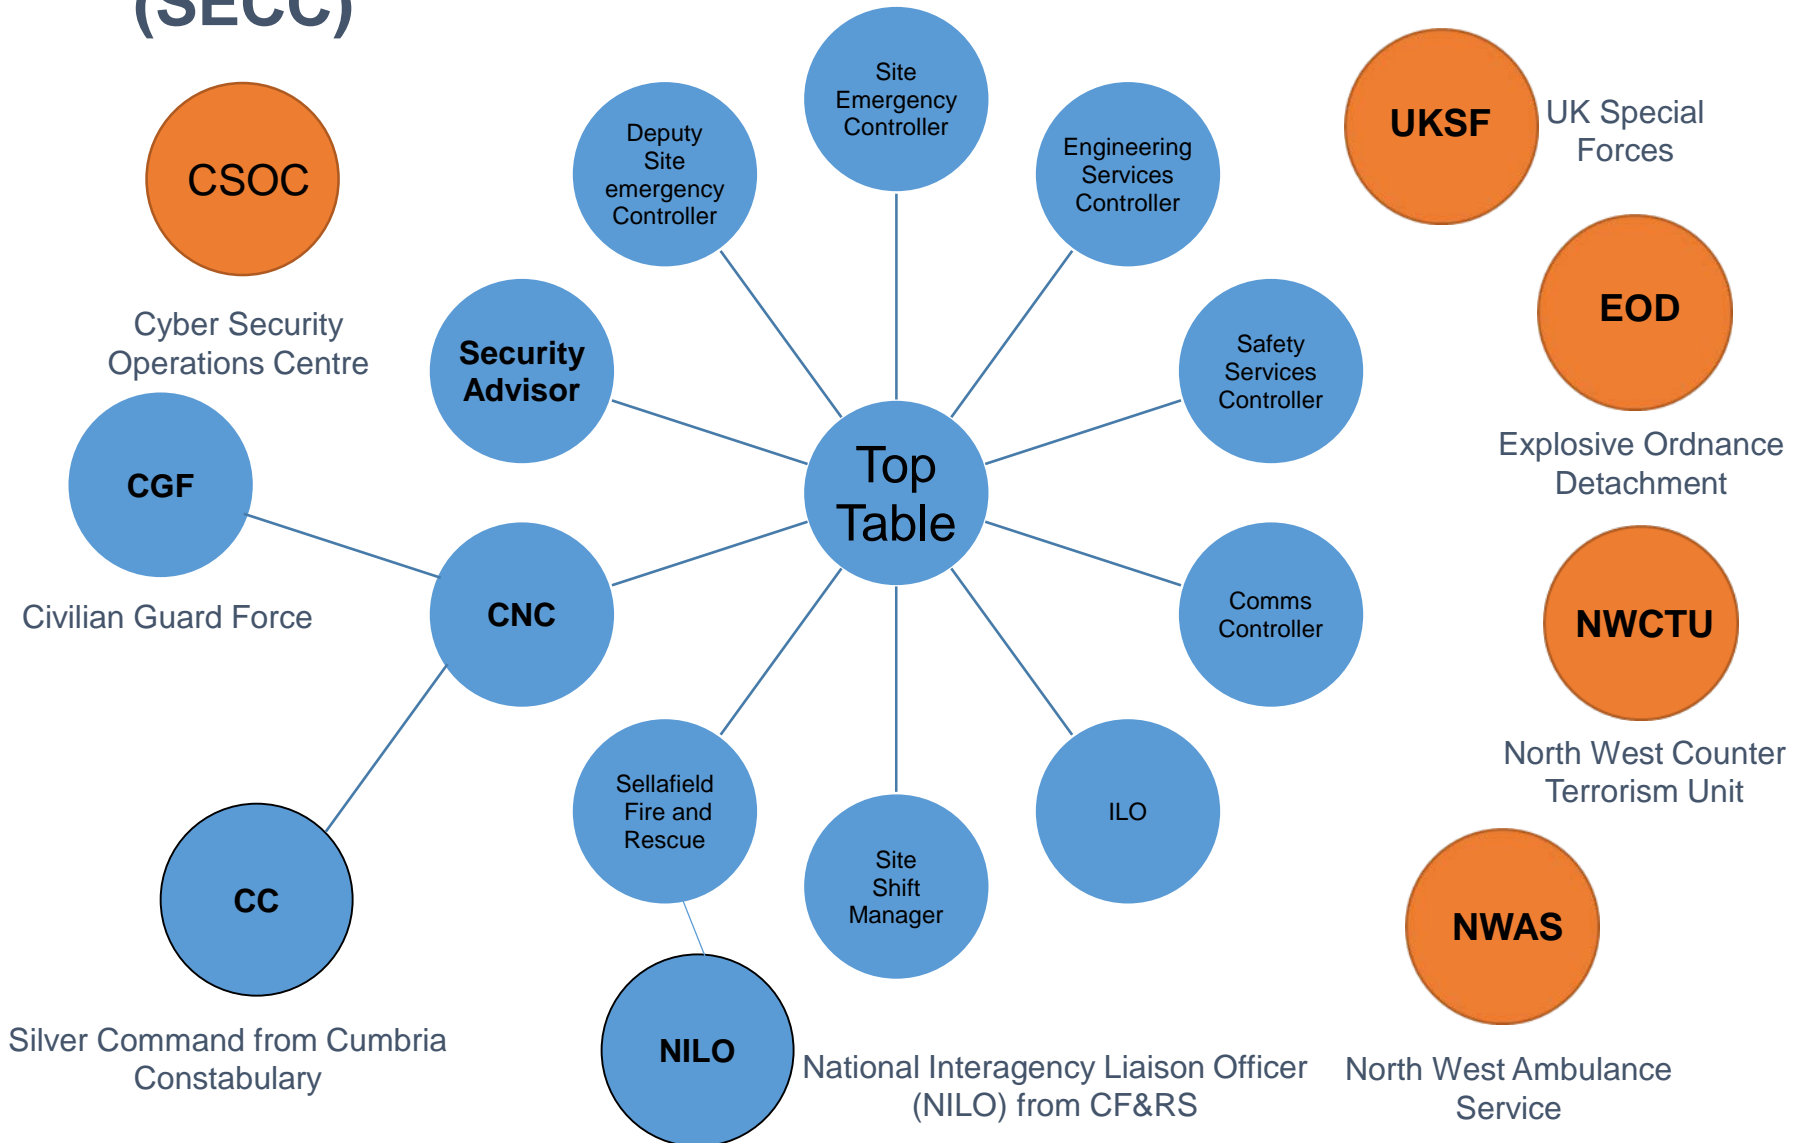 (SECC)
Site
Emergency
Controller
Deputy
Site
emergency
Controller
Engineering
Services
Controller
UKSF
UK Special
Forces
CSOC
Cyber Security
Operations Centre
Security
Advisor
Safety
Services
Controller
EOD
Explosive Ordnance
Detachment
Top
Table
CGF
Civilian Guard Force
CNC
Comms
Controller
NWCTU
North West Counter
Terrorism Unit
Sellafield
Fire and
Rescue
Site
Shift
Manager
ILO
CC
Silver Command from Cumbria
Constabulary
NILO
National Interagency Liaison Officer
(NILO) from CF&RS
NWAS
North West Ambulance
Service